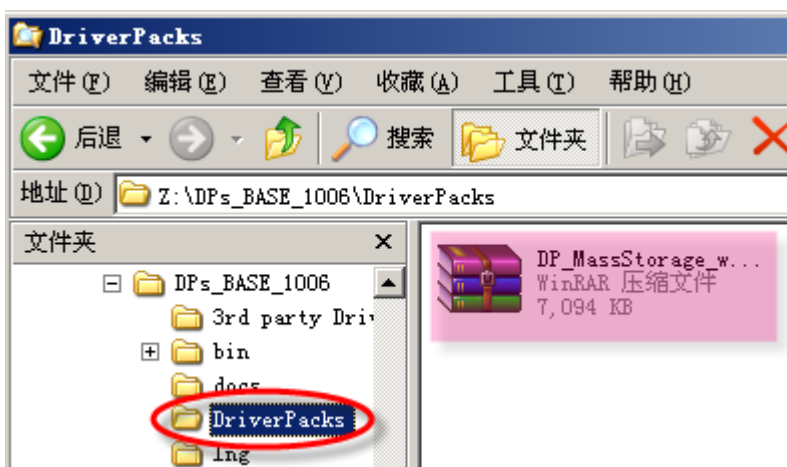 DriverPacks
文件(F) 编辑(E) 查看(V) 收藏(A) 工具(T) 帮助(H)
后退 搜索 文件夹
地址(D) Z:\DPs_BASE_1006\DriverPacks
文件夹
DPs_BASE_1006
3rd party Dri
bin
docs
DriverPacks
lng
DP_MassStorage_w...
WinRAR 压缩文件
7,094 KB